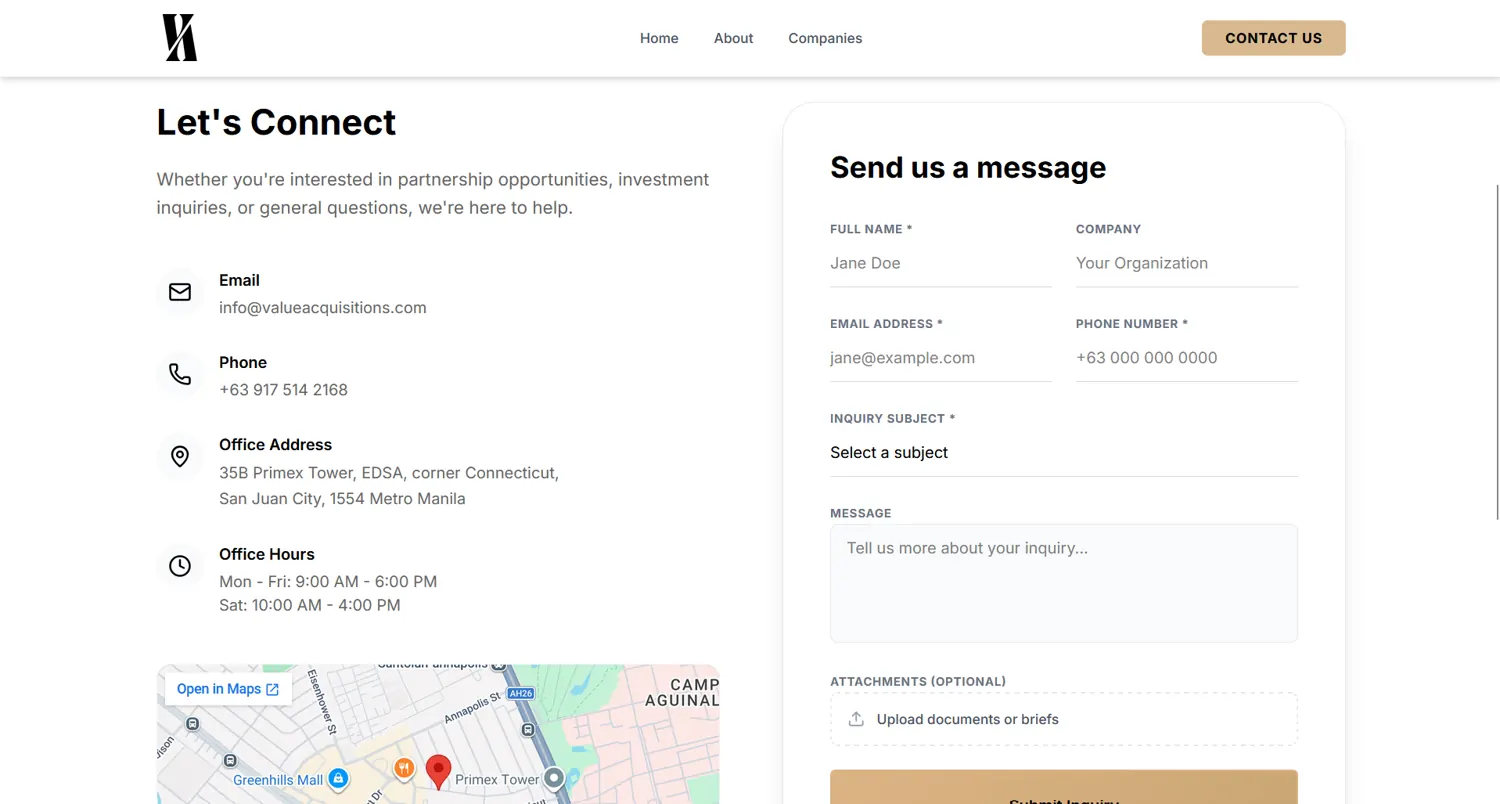 Home
About
Companies
CONTACT US
Let's Connect
Whether you're interested in partnership opportunities, investment
inquiries, or general questions, we're here to help.
Email
info@valueacquisitions.com
Phone
+63 917 514 2168
Office Address
35B Primex Tower, EDSA, corner Connecticut,
San Juan City, 1554 Metro Manila
Office Hours
Mon - Fri: 9:00 AM - 6:00 PM
Sat: 10:00 AM - 4:00 PM
Open in Maps
Eisenhower St
Annapolis St
AH26
CAMP
AGUINAL
Greenhills Mall
Primex Tower
Send us a message
FULL NAME *
Jane Doe
COMPANY
Your Organization
EMAIL ADDRESS *
jane@example.com
PHONE NUMBER *
+63 000 000 0000
INQUIRY SUBJECT *
Select a subject
MESSAGE
Tell us more about your inquiry...
ATTACHMENTS (OPTIONAL)
Upload documents or briefs
Submit Inquiry